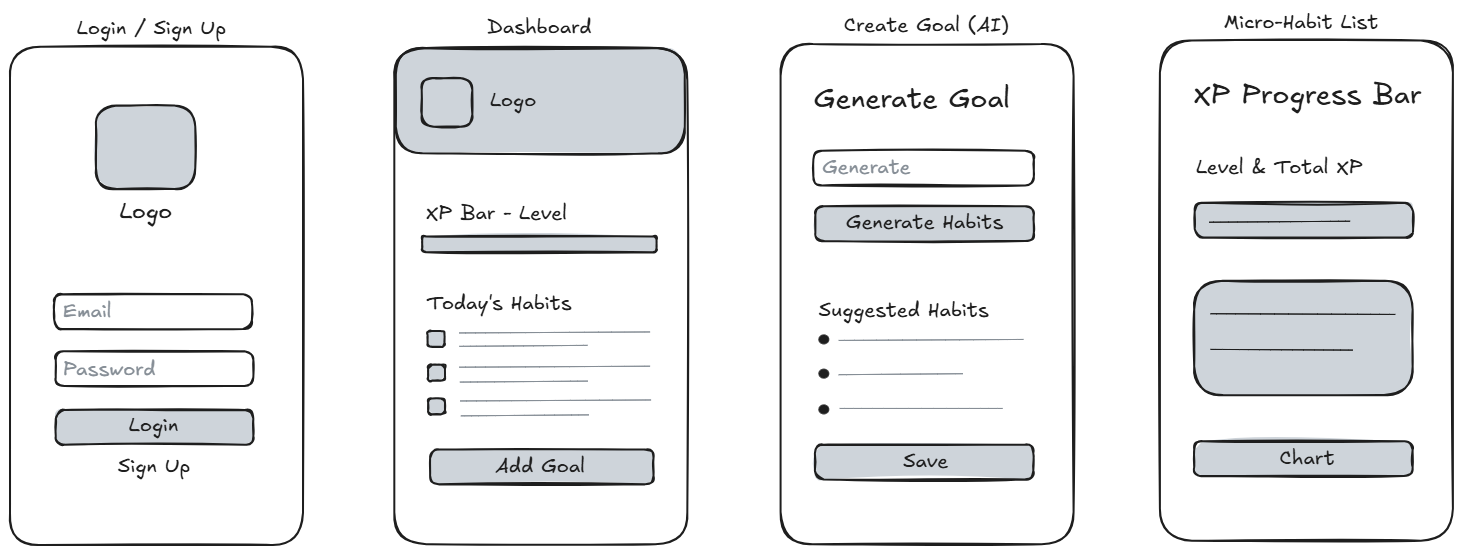 Login / Sign Up
Logo
Email
Password
Login
Sign Up
Dashboard
Logo
XP Bar - Level
Today's Habits
Add Goal
Create Goal (AI)
Generate Goal
Generate
Generate Habits
Suggested Habits
Save
Micro-Habit List
XP Progress Bar
Level & Total XP
Chart